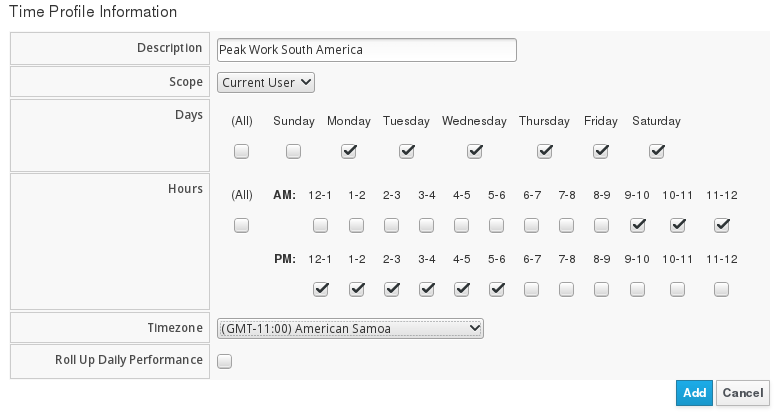 Time Profile Information
Description Peak Work South America
Scope Current User
Days (All) Sunday Monday Tuesday Wednesday Thursday Friday Saturday
Hours (All) AM: 12-1 1-2 2-3 3-4 4-5 5-6 6-7 7-8 8-9 9-10 10-11 11-12
PM: 12-1 1-2 2-3 3-4 4-5 5-6 6-7 7-8 8-9 9-10 10-11 11-12
Timezone (GMT-11:00) American Samoa
Roll Up Daily Performance
Add Cancel